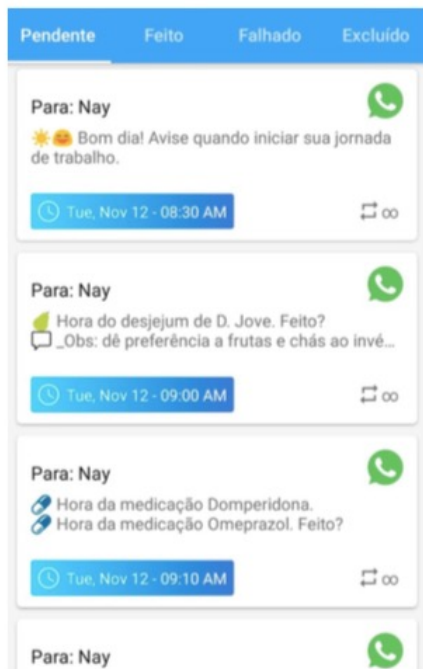 Pendente Feito Falhado Excluído
Para: Nay
☀️🤗 Bom dia! Avise quando iniciar sua jornada
de trabalho.
Tue, Nov 12 - 08:30 AM ∞
Para: Nay
🍐 Hora do desjejum de D. Jove. Feito?
💬 _Obs: dê preferência a frutas e chás ao invé...
Tue, Nov 12 - 09:00 AM ∞
Para: Nay
💊 Hora da medicação Domperidona.
💊 Hora da medicação Omeprazol. Feito?
Tue, Nov 12 - 09:10 AM ∞
Para: Nay